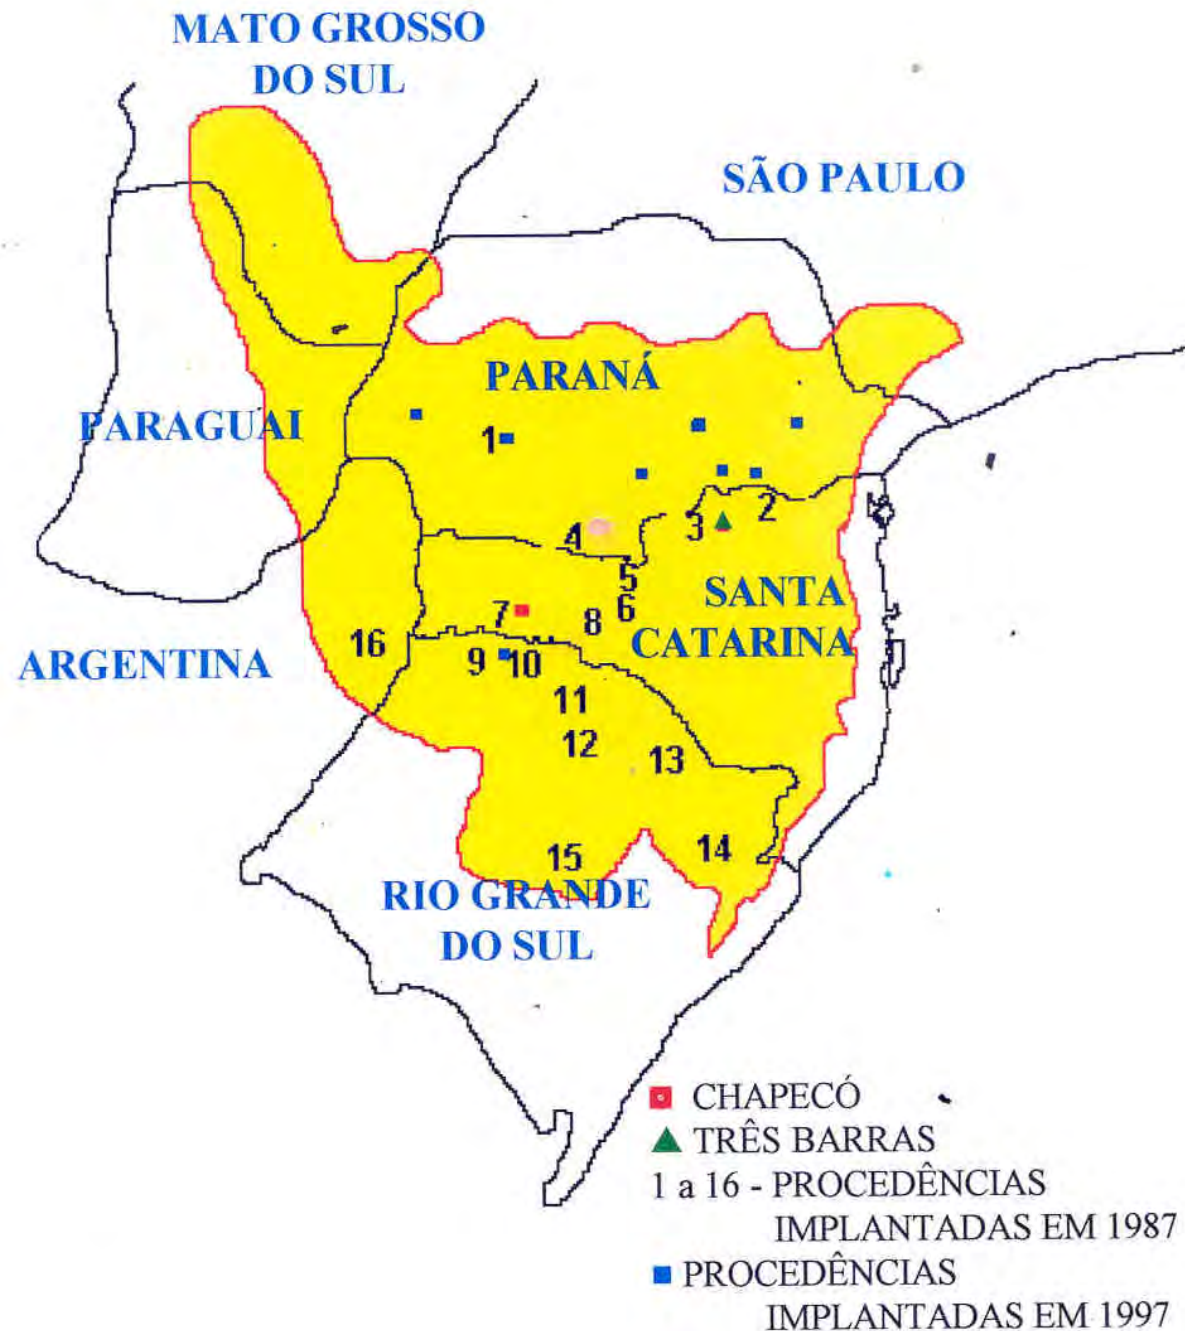 MATO GROSSO
DO SUL
SÃO PAULO
PARANÁ
PARAGUAI
1
2
3
4
5
6
SANTA
CATARINA
7
8
16
ARGENTINA
9
10
11
12
13
14
15
RIO GRANDE
DO SUL
CHAPECÓ
TRÊS BARRAS
1 a 16 - PROCEDÊNCIAS
IMPLANTADAS EM 1987
PROCEDÊNCIAS
IMPLANTADAS EM 1997